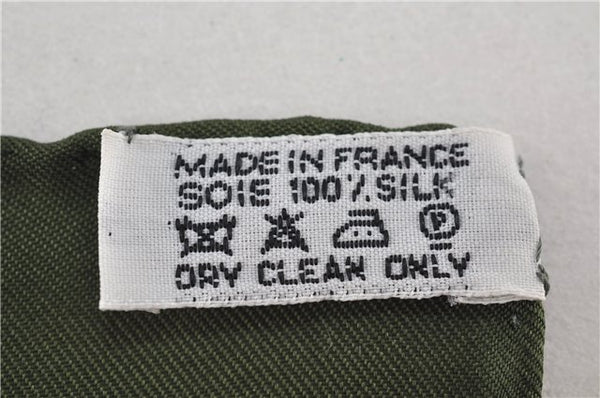 MADE IN FRANCE
SOIE 100% SILK
P
DRY CLEAN ONLY